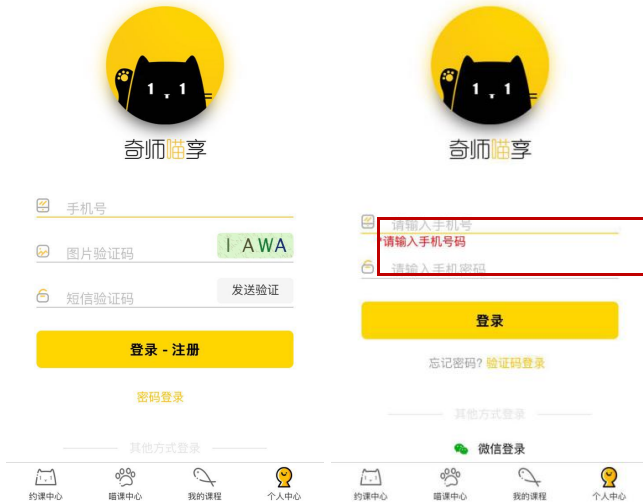 奇师喵享
手机号
图片验证码
I AWA
短信验证码
发送验证
登录 - 注册
密码登录
其他方式登录
约课中心
喵课中心
我的课程
个人中心
奇师喵享
请输入手机号
*请输入手机号码
请输入手机密码
登录
忘记密码? 验证码登录
其他方式登录
微信登录
约课中心
喵课中心
我的课程
个人中心